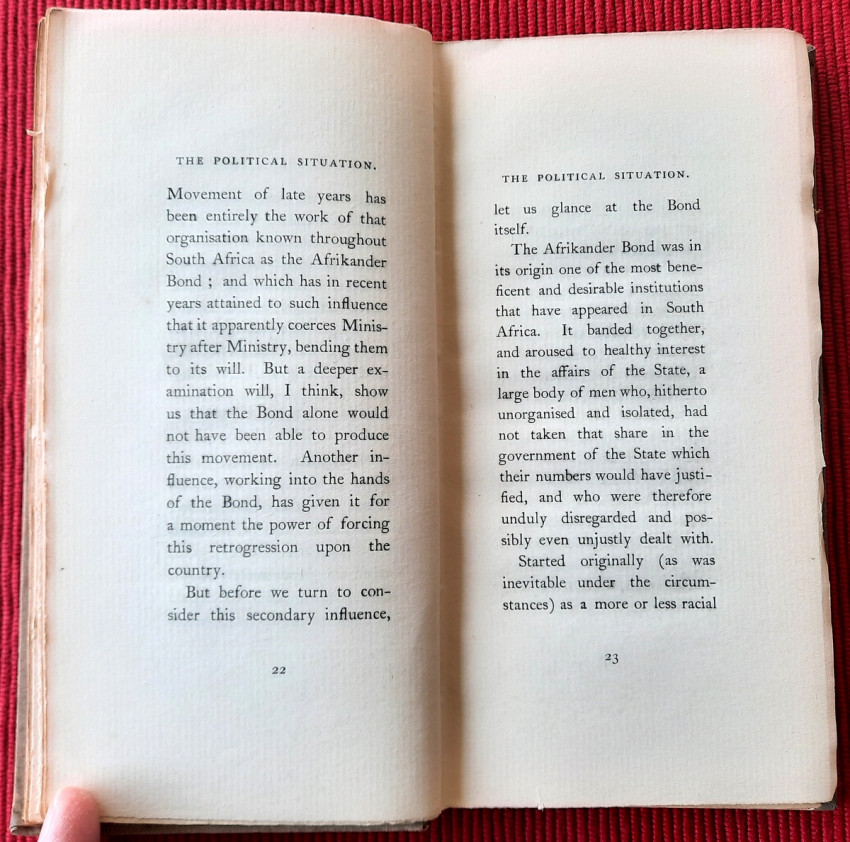 THE POLITICAL SITUATION.
Movement of late years has
been entirely the work of that
organisation known throughout
South Africa as the Afrikander
Bond ; and which has in recent
years attained to such influence
that it apparently coerces Minis-
try after Ministry, bending them
to its will. But a deeper ex-
amination will, I think, show
us that the Bond alone would
not have been able to produce
this movement. Another in-
fluence, working into the hands
of the Bond, has given it for
a moment the power of forcing
this retrogression upon the
country.
But before we turn to con-
sider this secondary influence,
22
THE POLITICAL SITUATION.
let us glance at the Bond
itself.
The Afrikander Bond was in
its origin one of the most bene-
ficent and desirable institutions
that have appeared in South
Africa. It banded together,
and aroused to healthy interest
in the affairs of the State, a
large body of men who, hitherto
unorganised and isolated, had
not taken that share in the
government of the State which
their numbers would have justi-
fied, and who were therefore
unduly disregarded and pos-
sibly even unjustly dealt with.
Started originally (as was
inevitable under the circum-
stances) as a more or less racial
23